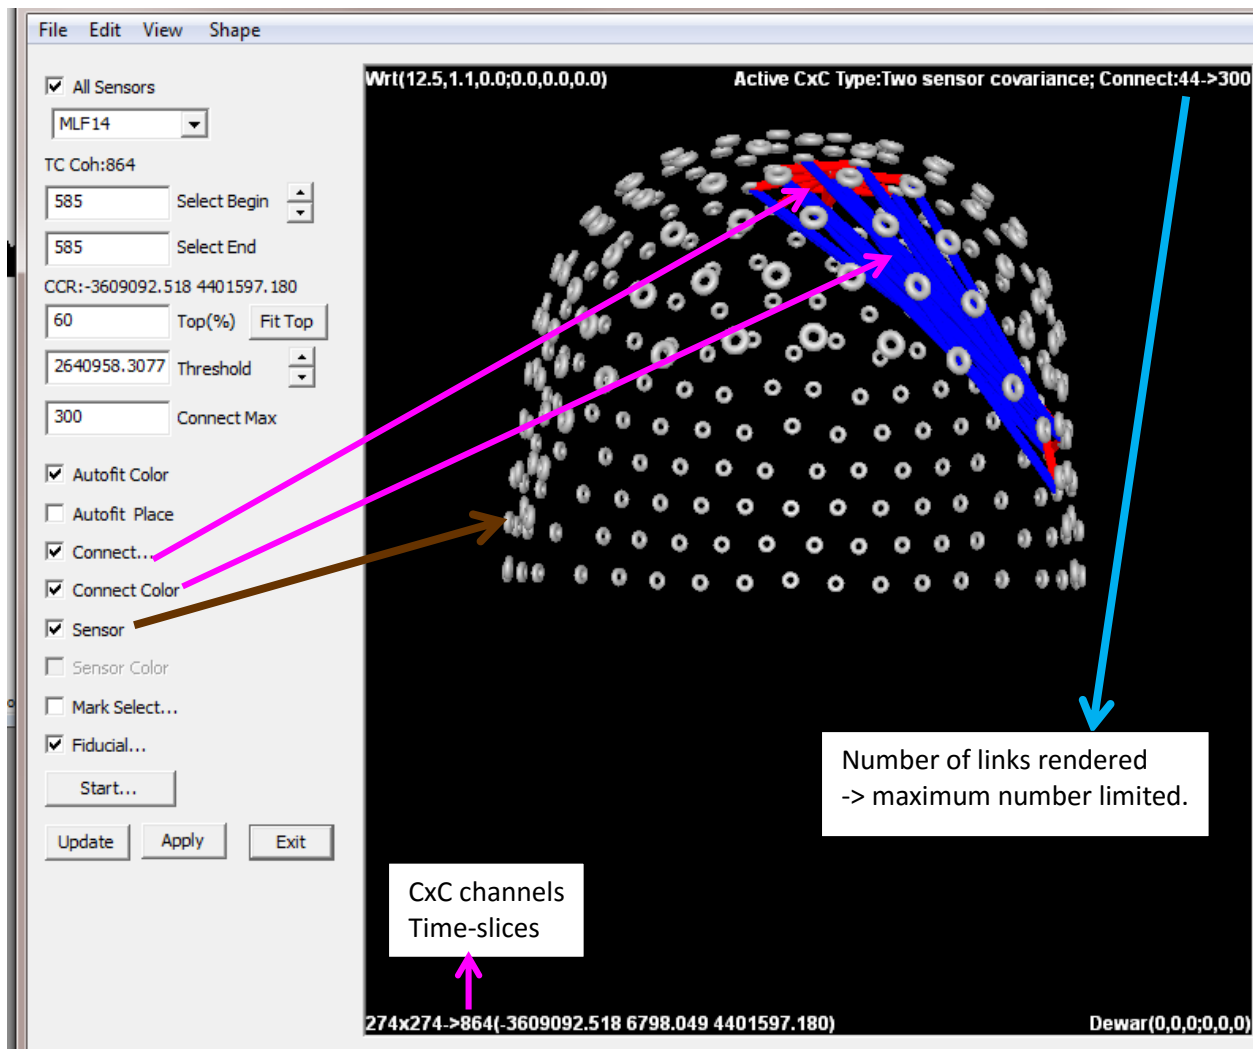 File Edit View Shape
All Sensors
MLF14
TC Coh:864
585 Select Begin
585 Select End
CCR:-3609092.518 4401597.180
60 Top(%) Fit Top
2640958.3077 Threshold
300 Connect Max
Autofit Color
Autofit Place
Connect...
Connect Color
Sensor
Sensor Color
Mark Select...
Fiducial...
Start...
Update Apply Exit
Wrt(12.5,1.1,0.0;0.0,0.0,0.0) Active CxC Type:Two sensor covariance; Connect:44->300
Number of links rendered
-> maximum number limited.
CxC channels
Time-slices
274x274->864(-3609092.518 6798.049 4401597.180) Dewar(0,0,0;0,0,0)